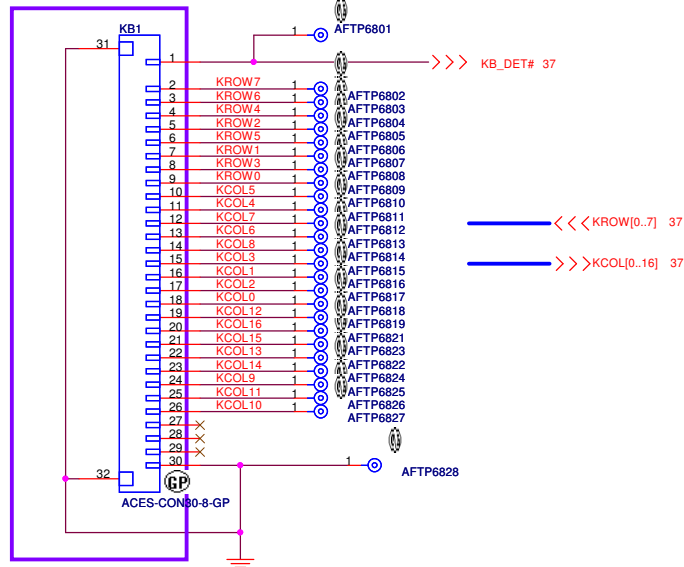 KB1
1 AFTP6801
31
1 KB_DET# 37
2 KROW7 1 AFTP6802
3 KROW6 1 AFTP6803
4 KROW4 1 AFTP6804
5 KROW2 1 AFTP6805
6 KROW5 1 AFTP6806
7 KROW1 1 AFTP6807
8 KROW3 1 AFTP6808
9 KROW0 1 AFTP6809
10 KCOL5 1 AFTP6810
11 KCOL4 1 AFTP6811
12 KCOL7 1 AFTP6812
13 KCOL6 1 AFTP6813
14 KCOL8 1 AFTP6814
15 KCOL3 1 AFTP6815
16 KCOL1 1 AFTP6816
17 KCOL2 1 AFTP6817
18 KCOL0 1 AFTP6818
19 KCOL12 1 AFTP6819
20 KCOL16 1 AFTP6821
21 KCOL15 1 AFTP6823
22 KCOL13 1 AFTP6822
23 KCOL14 1 AFTP6824
24 KCOL9 1 AFTP6825
25 KCOL11 1 AFTP6826
26 KCOL10 1 AFTP6827
27
28
29
30 1 AFTP6828
32
GP
ACES-CON30-8-GP
KROW[0..7] 37
KCOL[0..16] 37